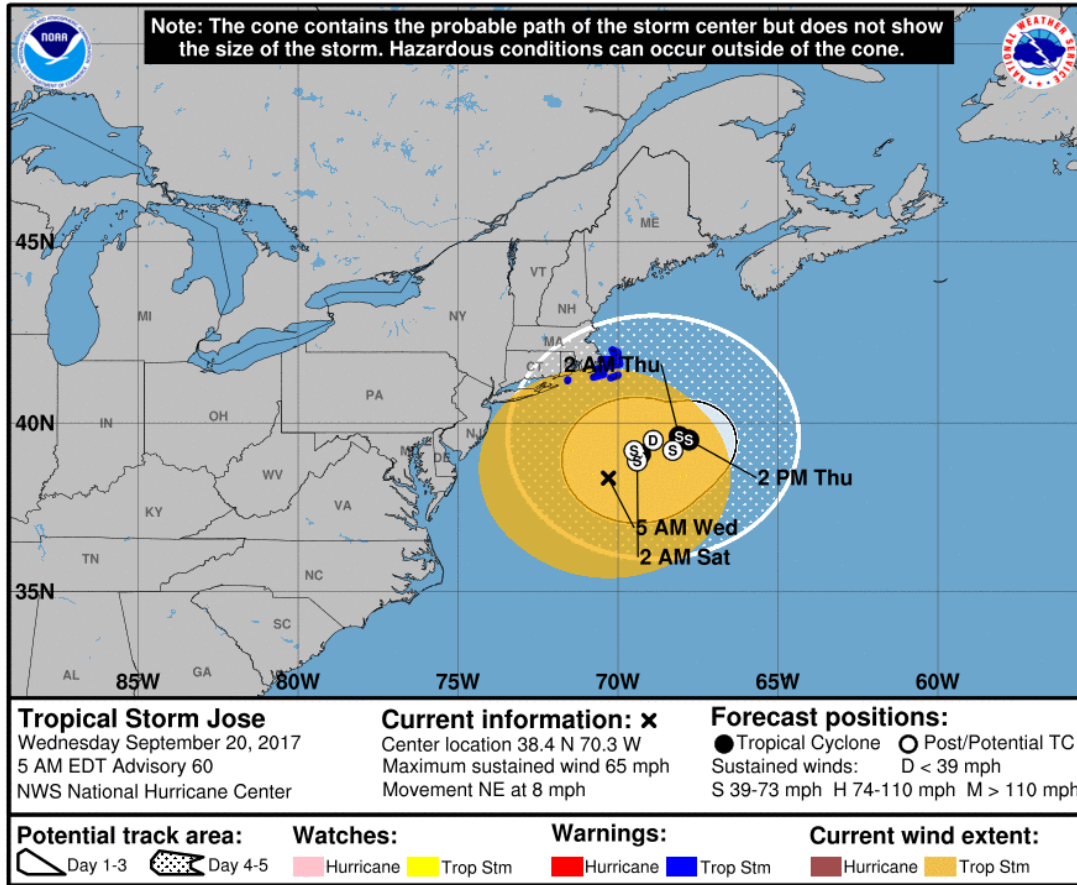 Note: The cone contains the probable path of the storm center but does not show
the size of the storm. Hazardous conditions can occur outside of the cone.
NOAA
NATIONAL WEATHER SERVICE
ME
45N
VT
NH
MI
NY
MA
CT
2 AM Thu
PA
40N
IN
OH
NJ
DE
WV
2 PM Thu
KY
VA
5 AM Wed
2 AM Sat
TN
NC
35N
SC
AL
GA
85W
80W
75W
70W
65W
60W
S
S
S
D
S
S
Tropical Storm Jose
Wednesday September 20, 2017
5 AM EDT Advisory 60
NWS National Hurricane Center
Current information: x
Center location 38.4 N 70.3 W
Maximum sustained wind 65 mph
Movement NE at 8 mph
Forecast positions:
Tropical Cyclone Post/Potential TC
Sustained winds: D < 39 mph
S 39-73 mph H 74-110 mph M > 110 mph
Potential track area:
Day 1-3 Day 4-5
Watches:
Hurricane Trop Stm
Warnings:
Hurricane Trop Stm
Current wind extent:
Hurricane Trop Stm